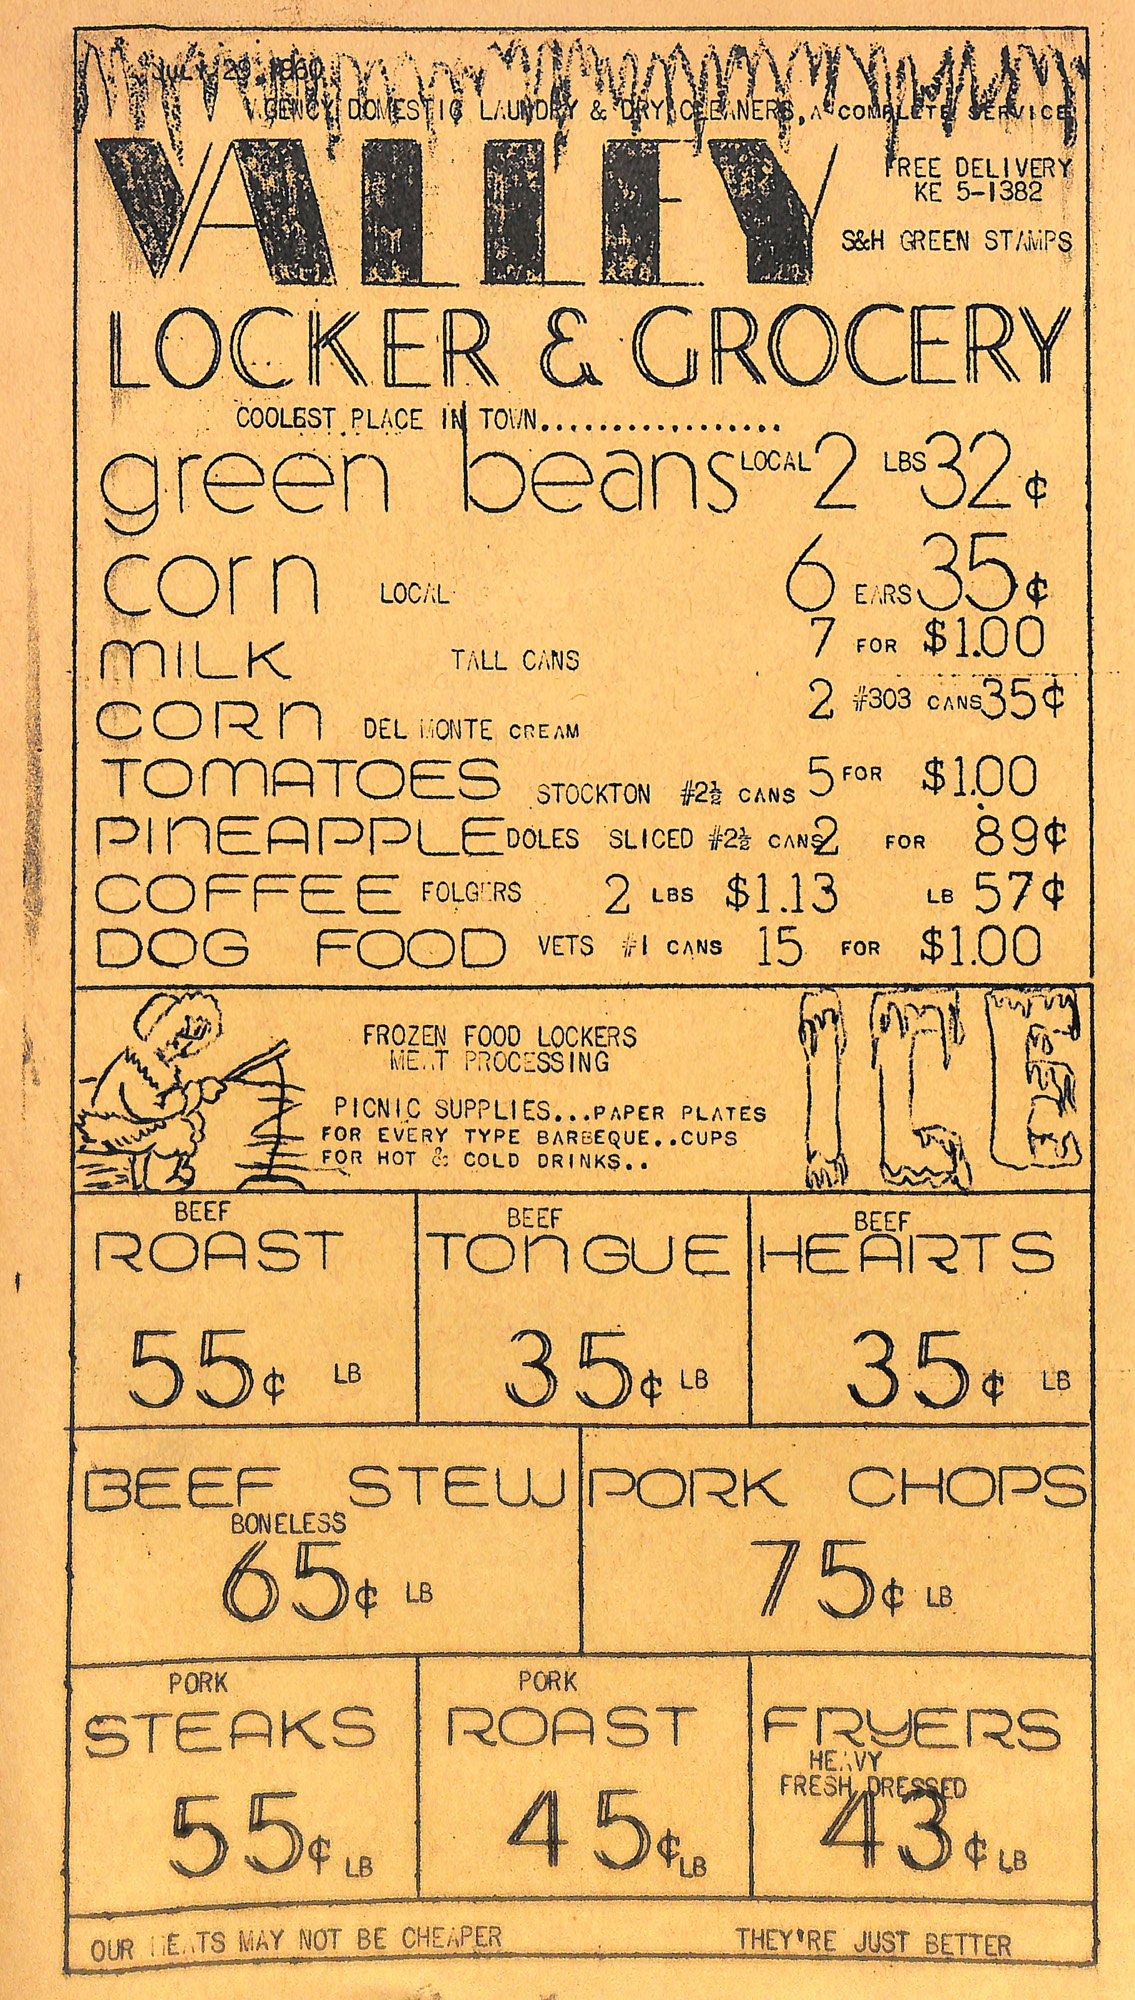 July 29, 1960
AGENCY DOMESTIC LAUNDRY & DRY CLEANERS, A COMPLETE SERVICE
VALLEY
FREE DELIVERY
KE 5-1382
S&H GREEN STAMPS
LOCKER & GROCERY
COOLEST PLACE IN TOWN.................
green beans LOCAL 2 LBS 32¢
corn LOCAL 6 EARS 35¢
MILK TALL CANS 7 FOR $1.00
CORN DEL MONTE CREAM 2 #303 CANS 35¢
TOMATOES STOCKTON #2½ CANS 5 FOR $1.00
PINEAPPLE DOLES SLICED #2½ CANS 2 FOR 89¢
COFFEE FOLGERS 2 LBS $1.13 LB 57¢
DOG FOOD VETS #1 CANS 15 FOR $1.00
FROZEN FOOD LOCKERS
MEAT PROCESSING
PICNIC SUPPLIES...PAPER PLATES
FOR EVERY TYPE BARBEQUE..CUPS
FOR HOT & COLD DRINKS..
ICE
BEEF
ROAST
55¢ LB
BEEF
TONGUE
35¢ LB
BEEF
HEARTS
35¢ LB
BEEF STEW
BONELESS
65¢ LB
PORK CHOPS
75¢ LB
PORK
STEAKS
55¢ LB
PORK
ROAST
45¢ LB
FRYERS
HEAVY
FRESH DRESSED
43¢ LB
OUR MEATS MAY NOT BE CHEAPER THEY'RE JUST BETTER